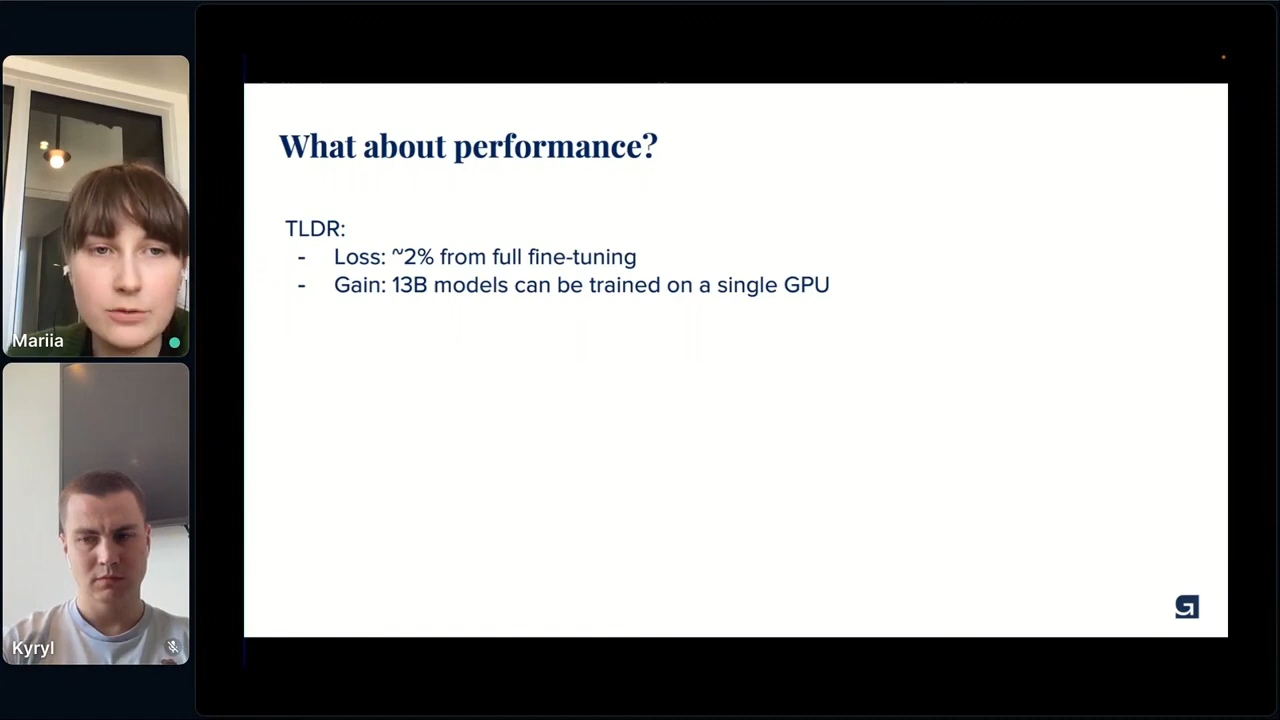 Mariia
Kyryl
What about performance?
TLDR:
- Loss: ~2% from full fine-tuning
- Gain: 13B models can be trained on a single GPU